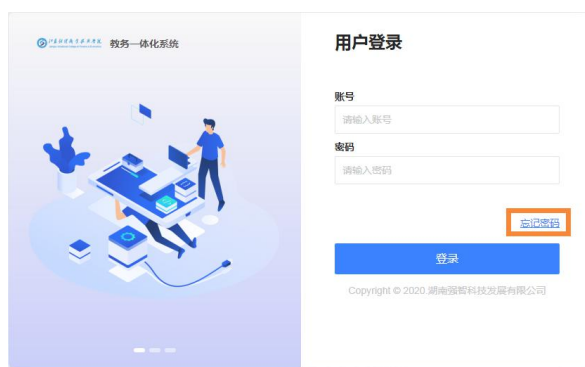 教务一体化系统
用户登录
账号
请输入账号
密码
请输入密码
忘记密码
登录
Copyright © 2020 湖南强智科技发展有限公司